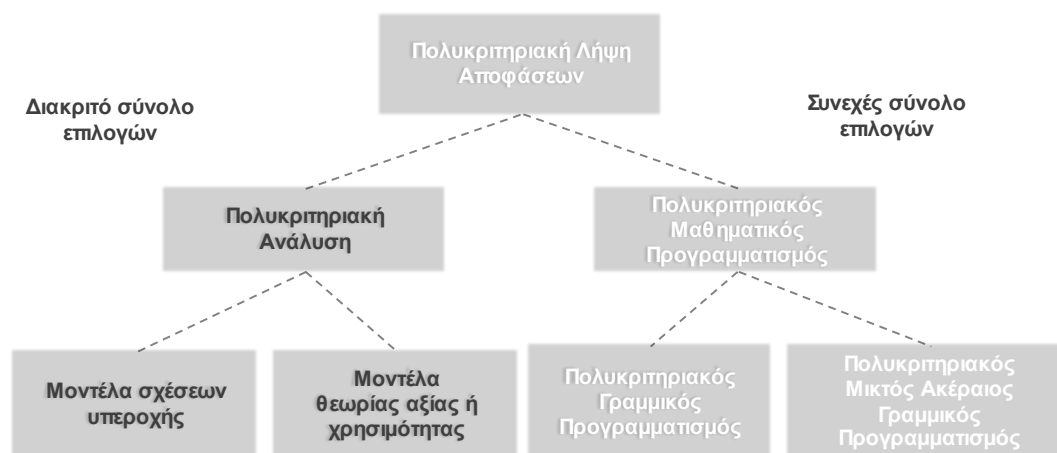 Πολυκριτηριακή Λήψη
Αποφάσεων
Διακριτό σύνολο
επιλογών
Συνεχές σύνολο
επιλογών
Πολυκριτηριακή
Ανάλυση
Πολυκριτηριακός
Μαθηματικός
Προγραμματισμός
Μοντέλα σχέσεων
υπεροχής
Μοντέλα
θεωρίας αξίας ή
χρησιμότητας
Πολυκριτηριακός
Γραμμικός
Προγραμματισμός
Πολυκριτηριακός
Μικτός Ακέραιος
Γραμμικός
Προγραμματισμός